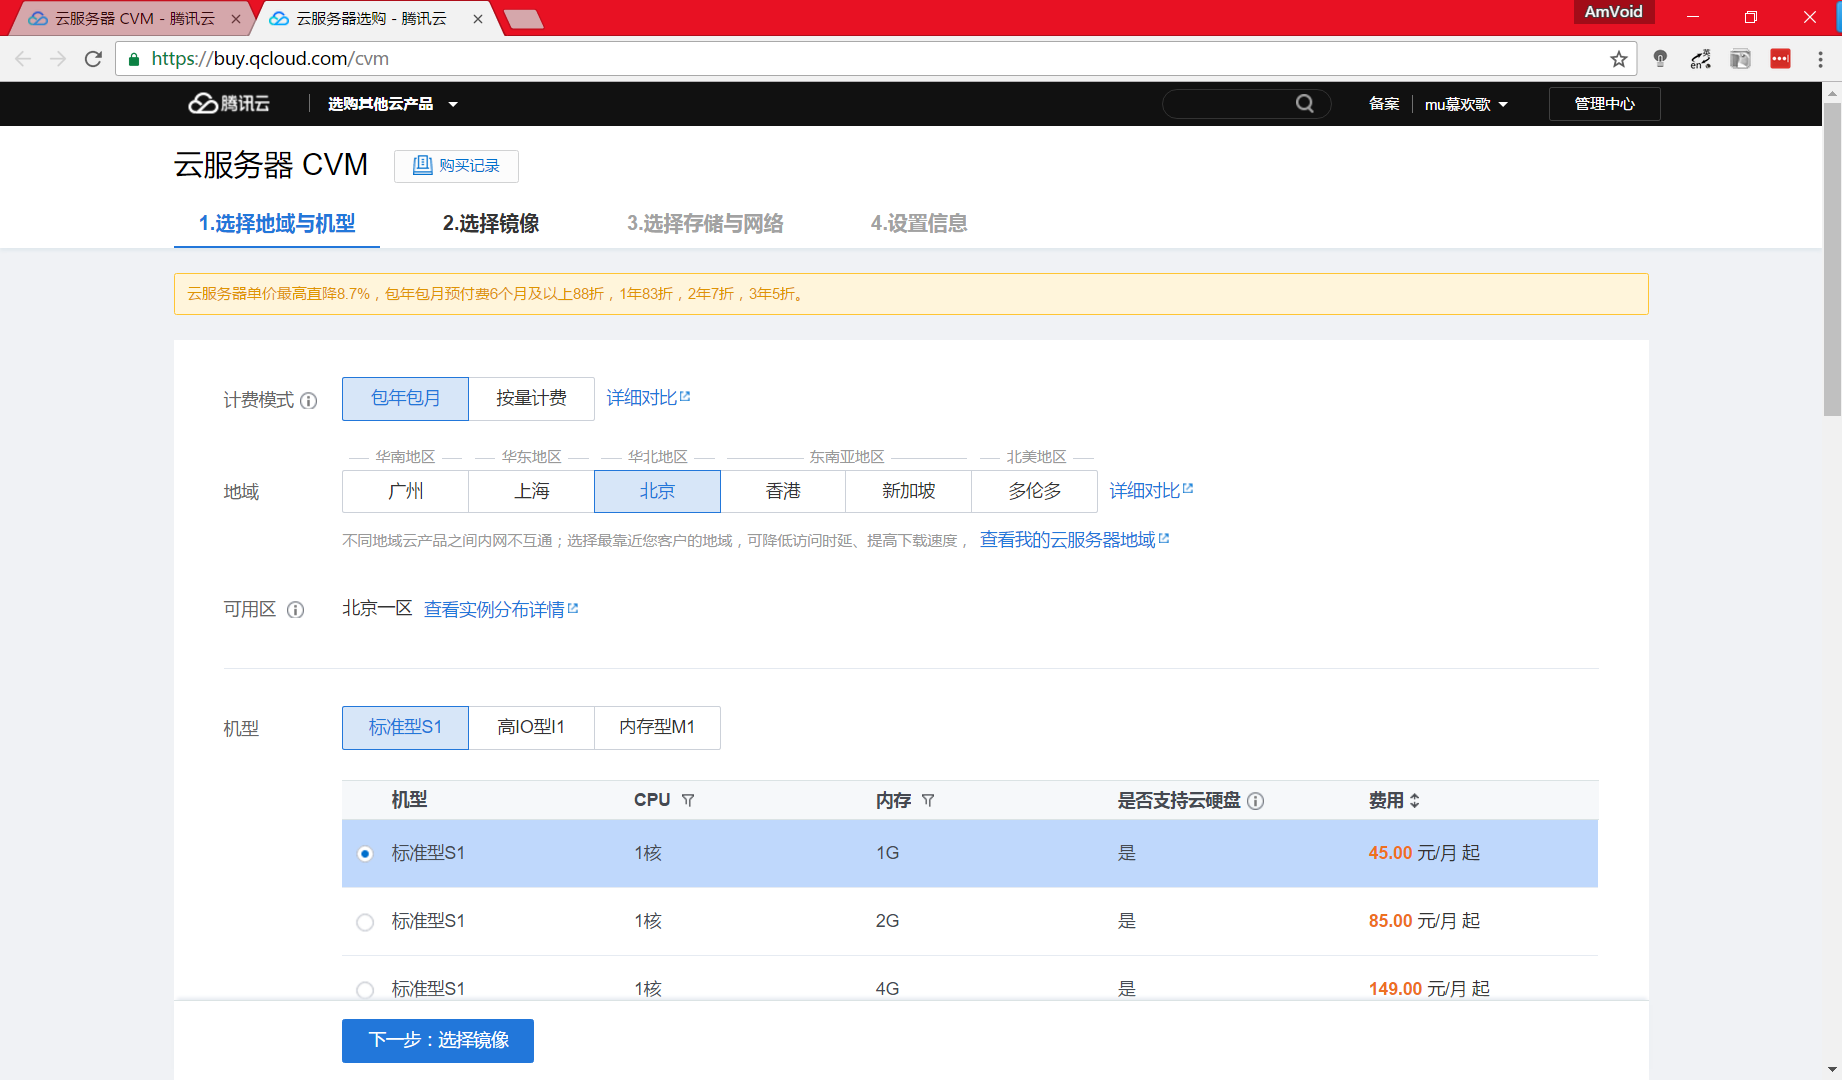 云服务器 CVM - 腾讯云
云服务器选购 - 腾讯云
AmVoid
https://buy.qcloud.com/cvm
腾讯云
选购其他云产品
备案
mu慕欢歌
管理中心
云服务器 CVM
购买记录
1.选择地域与机型
2.选择镜像
3.选择存储与网络
4.设置信息
云服务器单价最高直降8.7%，包年包月预付费6个月及以上88折，1年83折，2年7折，3年5折。
计费模式
包年包月
按量计费
详细对比
华南地区
华东地区
华北地区
东南亚地区
北美地区
地域
广州
上海
北京
香港
新加坡
多伦多
详细对比
不同地域云产品之间内网不互通；选择最靠近您客户的地域，可降低访问时延、提高下载速度， 查看我的云服务器地域
可用区
北京一区 查看实例分布详情
机型
标准型S1
高IO型I1
内存型M1
机型 CPU 内存 是否支持云硬盘 费用
标准型S1 1核 1G 是 45.00 元/月 起
标准型S1 1核 2G 是 85.00 元/月 起
标准型S1 1核 4G 是 149.00 元/月 起
下一步：选择镜像